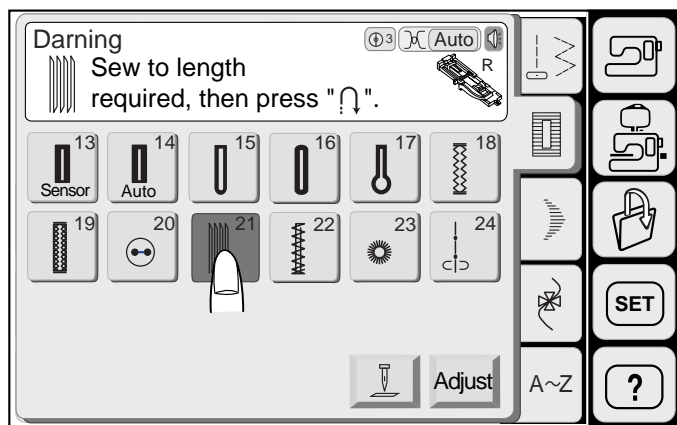 Darning
3 Auto
R
Sew to length
required, then press "⋂".
13 14 15 16 17 18
Sensor Auto
19 20 21 22 23 24
Adjust
A~Z
SET
?